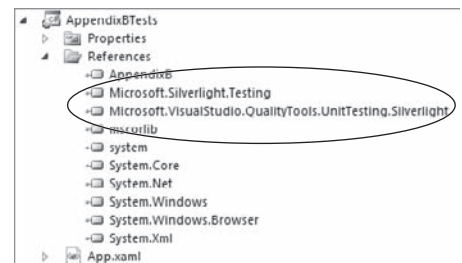 AppendixBTests
Properties
References
AppendixB
Microsoft.Silverlight.Testing
Microsoft.VisualStudio.QualityTools.UnitTesting.Silverlight
mscorlib
system
System.Core
System.Net
System.Windows
System.Windows.Browser
System.Xml
App.xaml